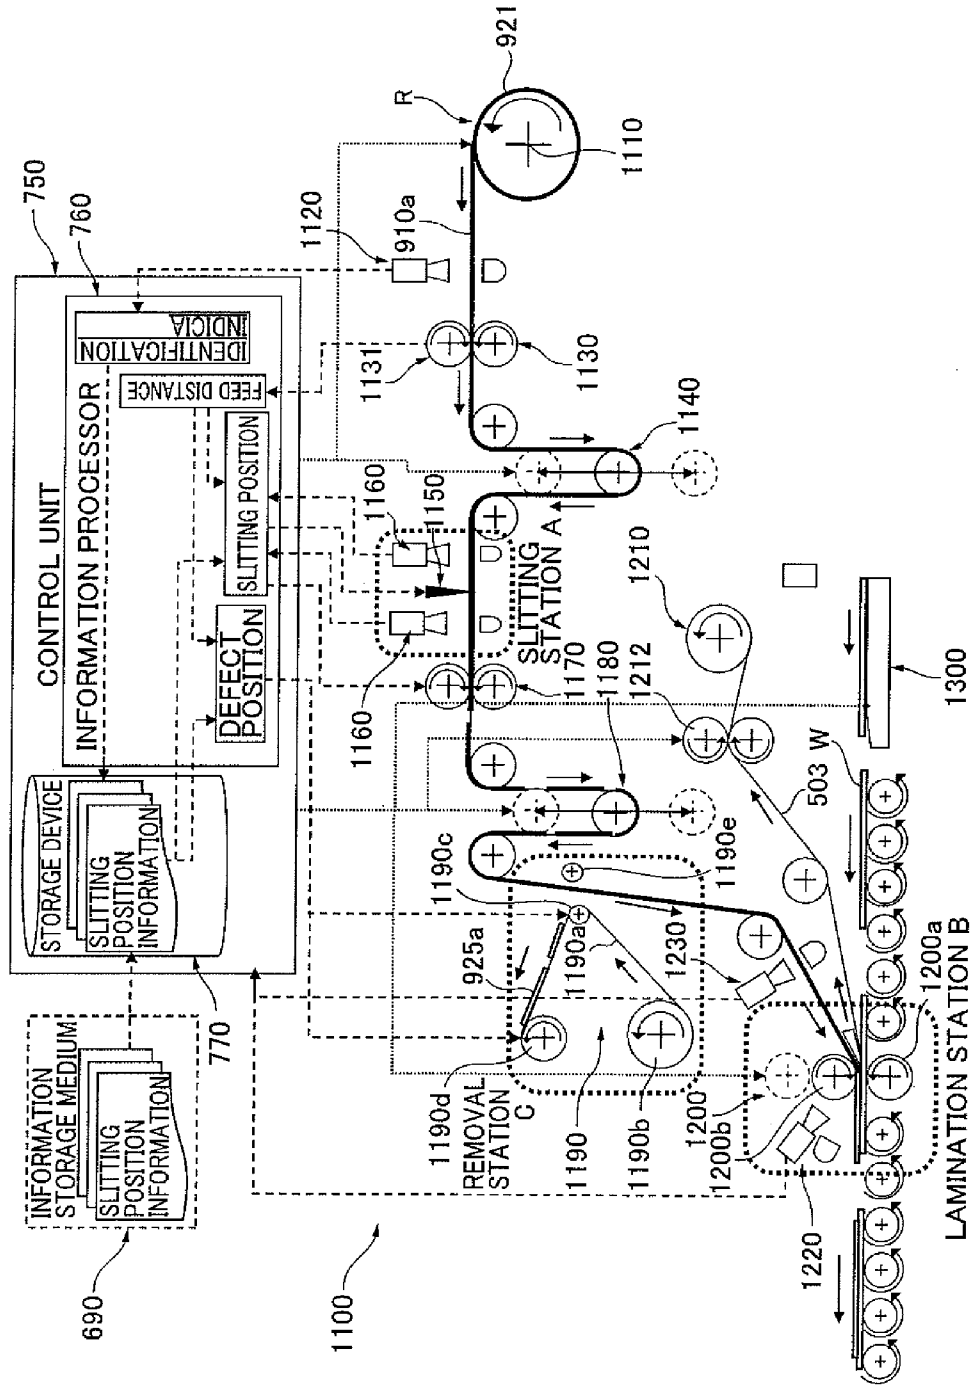 690
INFORMATION
STORAGE MEDIUM
SLITTING
POSITION
INFORMATION
770
STORAGE DEVICE
SLITTING
POSITION
INFORMATION
750
CONTROL UNIT
760
INFORMATION PROCESSOR
IDENTIFICATION
INDICIA
FEED DISTANCE
SLITTING POSITION
DEFECT
POSITION
1100
1120
910a
R
921
1110
1131
1130
1140
1160
1150
1160
SLITTING
STATION A
1170
1180
1212
1210
1190c
1190e
925a
1190a
1190d
REMOVAL
STATION
C
1190
1190b
1230
1200
1200b
1220
503
W
1300
1200a
LAMINATION STATION B